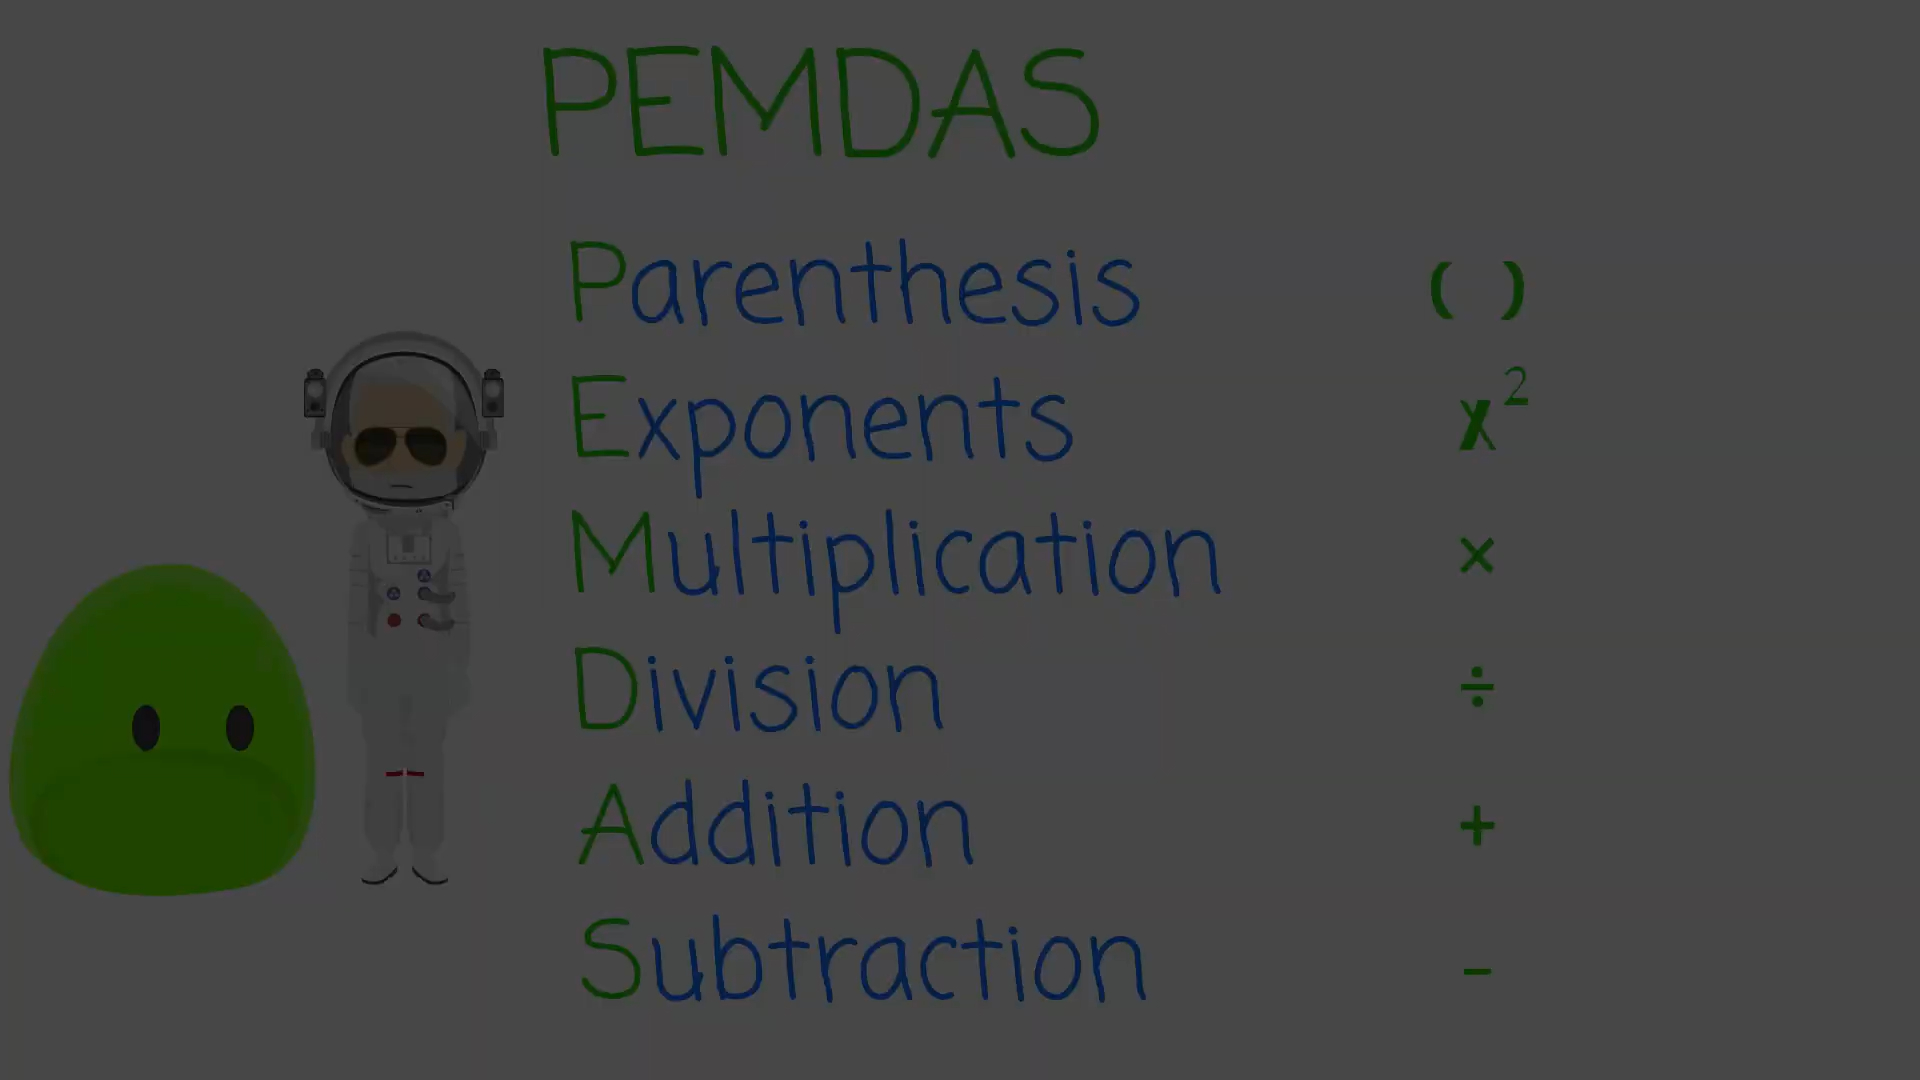 PEMDAS
Parenthesis ( )
Exponents x²
Multiplication ×
Division ÷
Addition +
Subtraction -